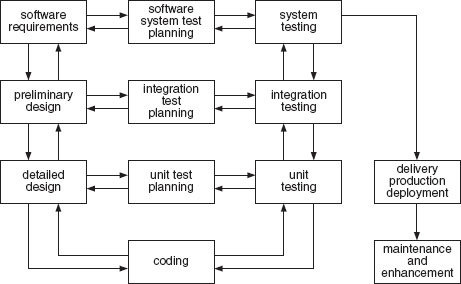 software
requirements
software
system test
planning
system
testing
preliminary
design
integration
test
planning
integration
testing
detailed
design
unit test
planning
unit
testing
delivery
production
deployment
coding
maintenance
and
enhancement